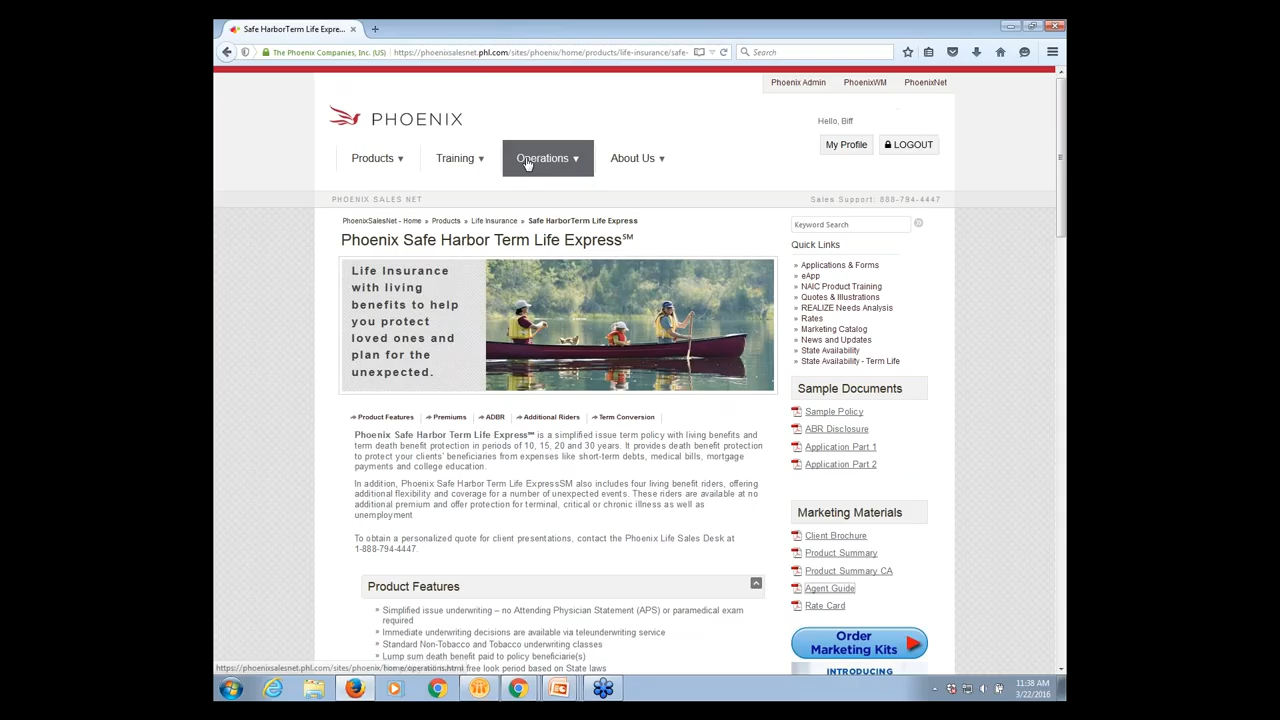 Safe HarborTerm Life Expre...
The Phoenix Companies, Inc. (US)
https://phoenixsalesnet.phl.com/sites/phoenix/home/products/life-insurance/safe-
Search
Phoenix Admin PhoenixWM PhoenixNet
PHOENIX
Hello, Biff
My Profile LOGOUT
Products Training Operations About Us
PHOENIX SALES NET
Sales Support: 888-794-4447
PhoenixSalesNet - Home » Products » Life Insurance » Safe HarborTerm Life Express
Phoenix Safe Harbor Term Life Express℠
Life Insurance
with living
benefits to help
you protect
loved ones and
plan for the
unexpected.
Product Features Premiums ADBR Additional Riders Term Conversion
Phoenix Safe Harbor Term Life Express℠ is a simplified issue term policy with living benefits and
term death benefit protection in periods of 10, 15, 20 and 30 years. It provides death benefit protection
to protect your clients' beneficiaries from expenses like short-term debts, medical bills, mortgage
payments and college education.
In addition, Phoenix Safe Harbor Term Life ExpressSM also includes four living benefit riders, offering
additional flexibility and coverage for a number of unexpected events. These riders are available at no
additional premium and offer protection for terminal, critical or chronic illness as well as
unemployment
To obtain a personalized quote for client presentations, contact the Phoenix Life Sales Desk at
1-888-794-4447.
Product Features
Simplified issue underwriting – no Attending Physician Statement (APS) or paramedical exam
required
Immediate underwriting decisions are available via teleunderwriting service
Standard Non-Tobacco and Tobacco underwriting classes
Lump sum death benefit paid to policy beneficiarie(s)
free look period based on State laws
https://phoenixsalesnet.phl.com/sites/phoenix/home/operations.html
Keyword Search
Quick Links
» Applications & Forms
» eApp
» NAIC Product Training
» Quotes & Illustrations
» REALIZE Needs Analysis
» Rates
» Marketing Catalog
» News and Updates
» State Availability
» State Availability - Term Life
Sample Documents
Sample Policy
ABR Disclosure
Application Part 1
Application Part 2
Marketing Materials
Client Brochure
Product Summary
Product Summary CA
Agent Guide
Rate Card
Order
Marketing Kits
INTRODUCING
11:38 AM
3/22/2016